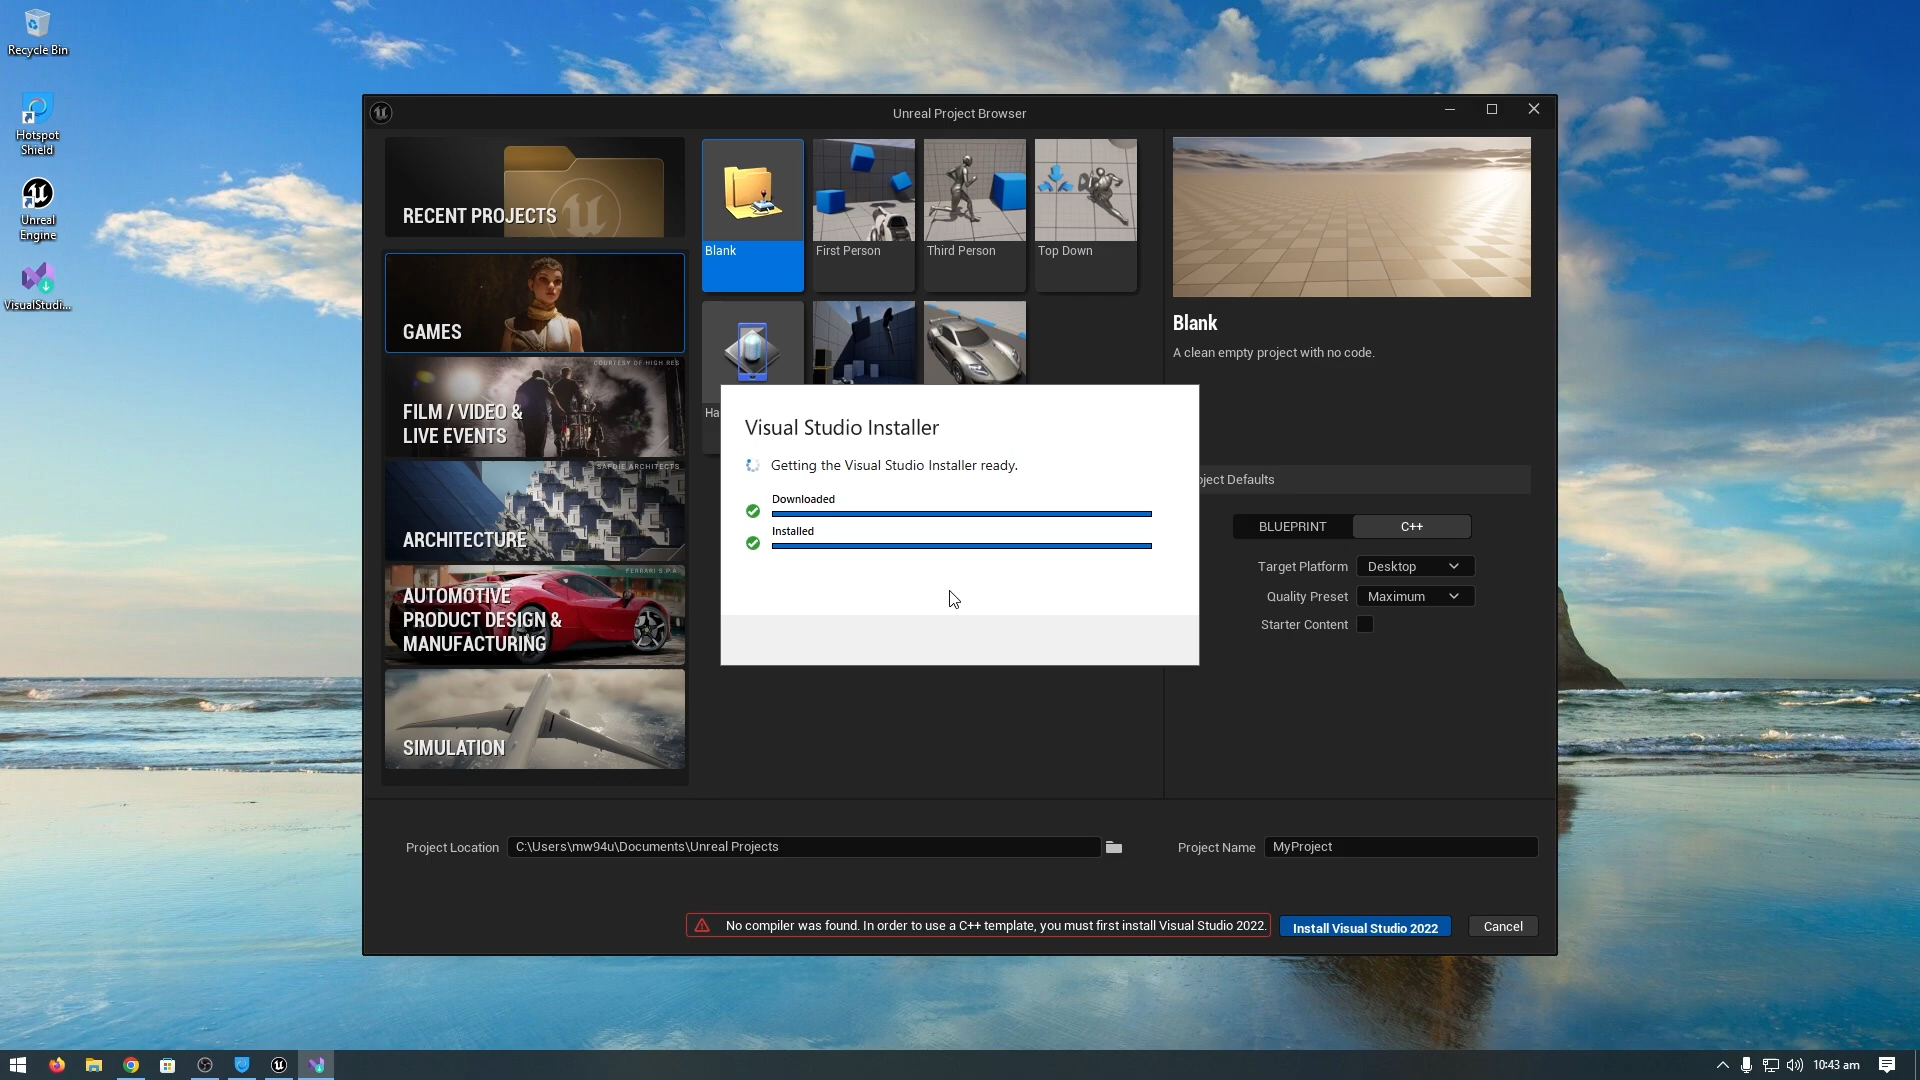 Recycle Bin
Hotspot
Shield
Unreal
Engine
VisualStudi...
Unreal Project Browser
RECENT PROJECTS
GAMES
COURTESY OF HIGH RES
FILM / VIDEO &
LIVE EVENTS
SAFDIE ARCHITECTS
ARCHITECTURE
FERRARI S.P.A
AUTOMOTIVE
PRODUCT DESIGN &
MANUFACTURING
SIMULATION
Blank
First Person
Third Person
Top Down
Ha
Visual Studio Installer
Getting the Visual Studio Installer ready.
Downloaded
Installed
Blank
A clean empty project with no code.
oject Defaults
BLUEPRINT
C++
Target Platform
Desktop
Quality Preset
Maximum
Starter Content
Project Location
C:\Users\mw94u\Documents\Unreal Projects
Project Name
MyProject
No compiler was found. In order to use a C++ template, you must first install Visual Studio 2022.
Install Visual Studio 2022
Cancel
10:43 am